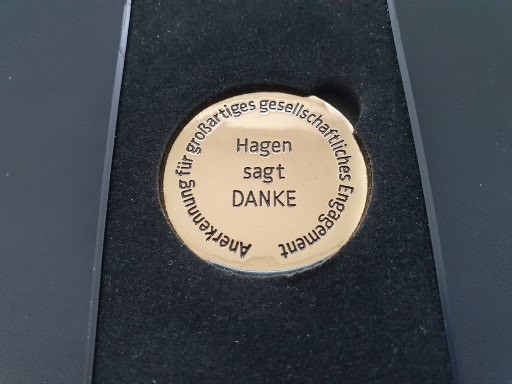 Anerkennung für großartiges gesellschaftliches Engagement
Hagen
sagt
DANKE